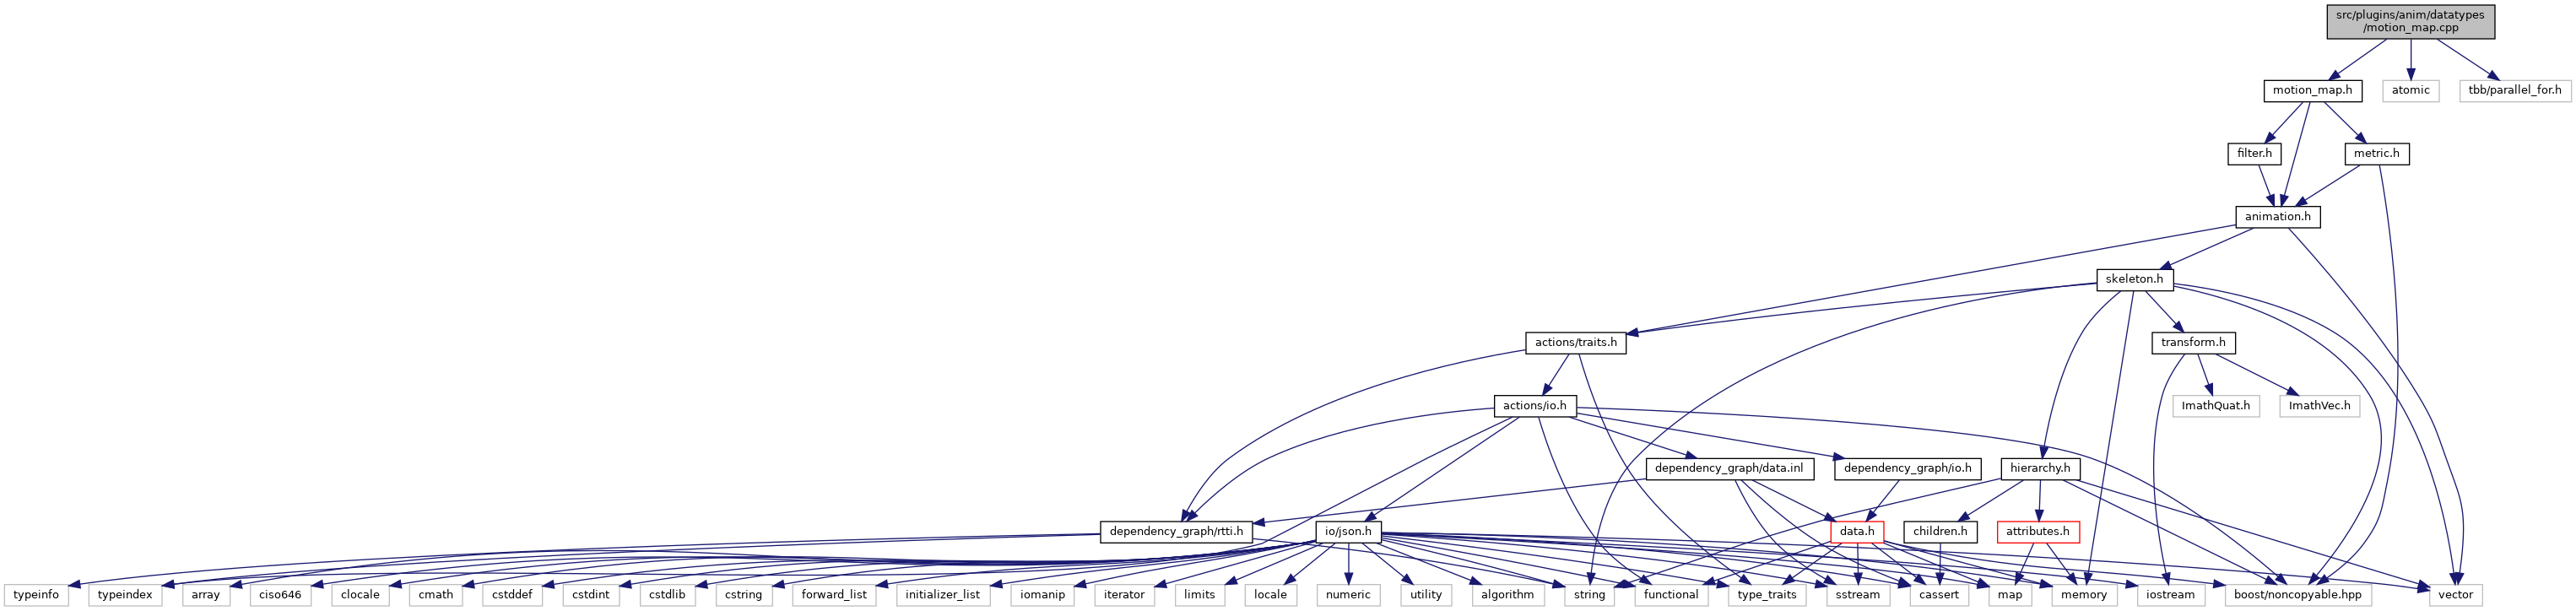 src/plugins/anim/datatypes
/motion_map.cpp
motion_map.h
atomic
tbb/parallel_for.h
filter.h
metric.h
animation.h
skeleton.h
actions/traits.h
transform.h
actions/io.h
ImathQuat.h
ImathVec.h
dependency_graph/data.inl
dependency_graph/io.h
hierarchy.h
dependency_graph/rtti.h
io/json.h
data.h
children.h
attributes.h
typeinfo
typeindex
array
ciso646
clocale
cmath
cstddef
cstdint
cstdlib
cstring
forward_list
initializer_list
iomanip
iterator
limits
locale
numeric
utility
algorithm
string
functional
type_traits
sstream
cassert
map
memory
iostream
boost/noncopyable.hpp
vector